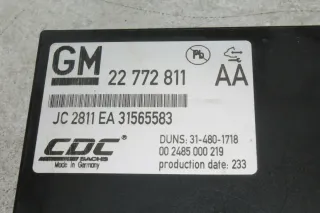 GM
22 772 811 AA
JC 2811 EA 31565583
CDC
SACHS
Made in Germany
DUNS: 31-480-1718
00 2485 000 219
production date: 233
Pb